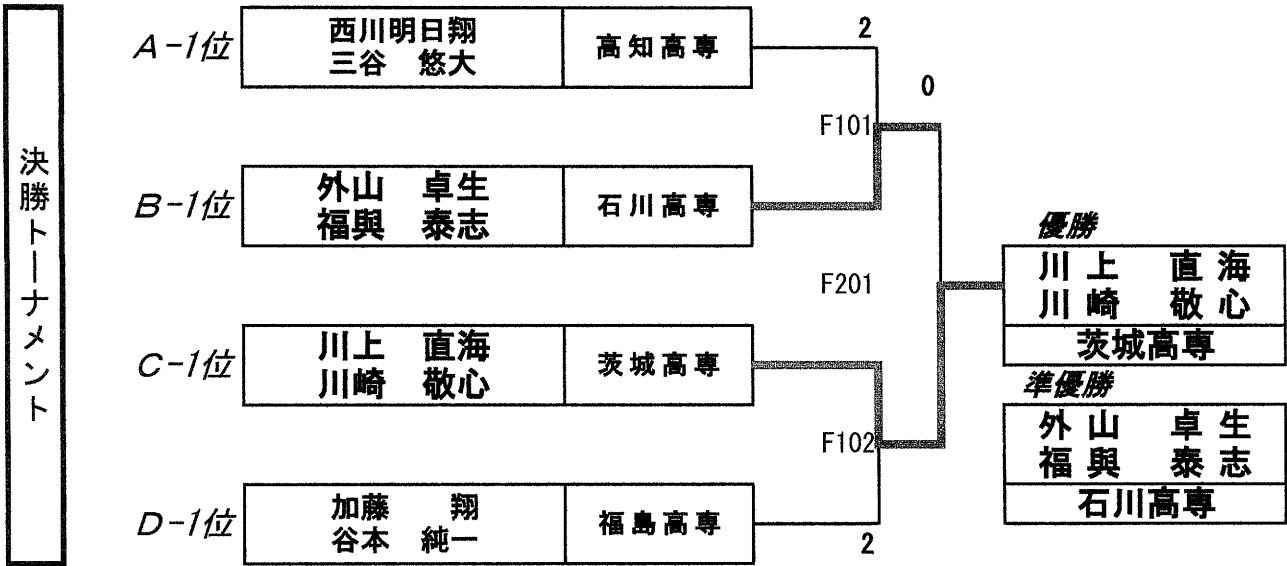 決勝トーナメント
A-1位
西川明日翔
三谷 悠大
高知高専
2
0
F101
B-1位
外山 卓生
福與 泰志
石川高専
F201
C-1位
川上 直海
川崎 敬心
茨城高専
F102
D-1位
加藤 翔
谷本 純一
福島高専
2
優勝
川上 直海
川崎 敬心
茨城高専
準優勝
外山 卓生
福與 泰志
石川高専